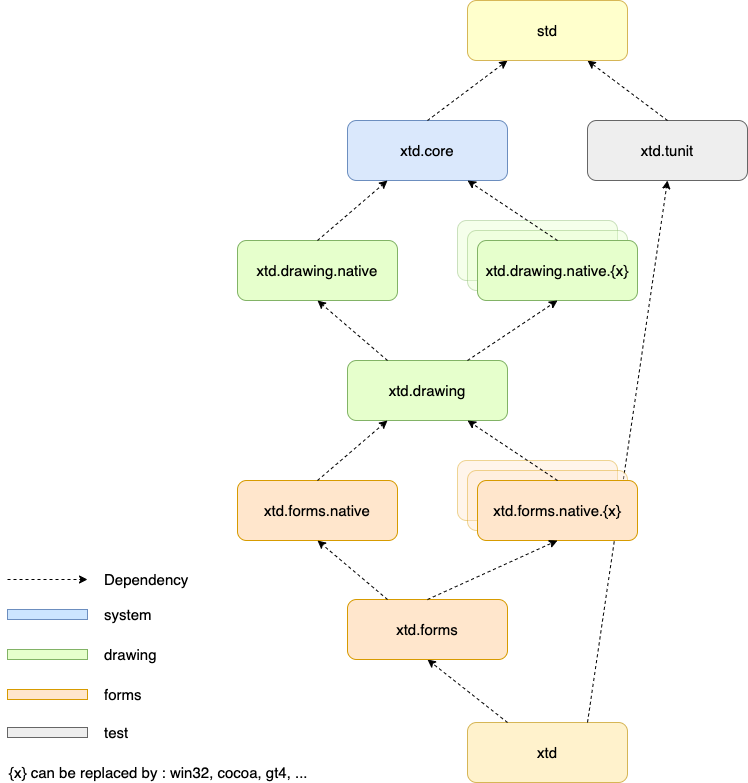 std
xtd.core
xtd.tunit
xtd.drawing.native
xtd.drawing.native.{x}
xtd.drawing
xtd.forms.native
xtd.forms.native.{x}
xtd.forms
xtd
Dependency
system
drawing
forms
test
{x} can be replaced by : win32, cocoa, gt4, ...